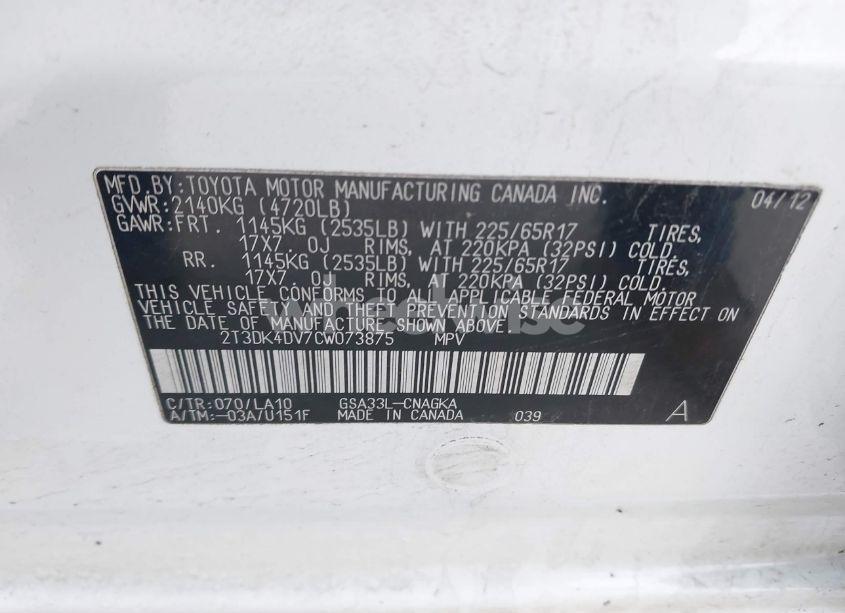 MFD.BY:TOYOTA MOTOR MANUFACTURING CANADA INC. 04/12
GVWR:2140KG (4720LB)
GAWR:FRT. 1145KG (2535LB) WITH 225/65R17 TIRES,
17X7.0J RIMS, AT 220KPA (32PSI) COLD.
RR. 1145KG (2535LB) WITH 225/65R17 TIRES,
17X7.0J RIMS, AT 220KPA (32PSI) COLD.
THIS VEHICLE CONFORMS TO ALL APPLICABLE FEDERAL MOTOR
VEHICLE SAFETY AND THEFT PREVENTION STANDARDS IN EFFECT ON
THE DATE OF MANUFACTURE SHOWN ABOVE.
2T3DK4DV7CW073875 MPV
C/TR:070/LA10 GSA33L-CNAGKA
A/TM:-03A/U151F MADE IN CANADA 039 A